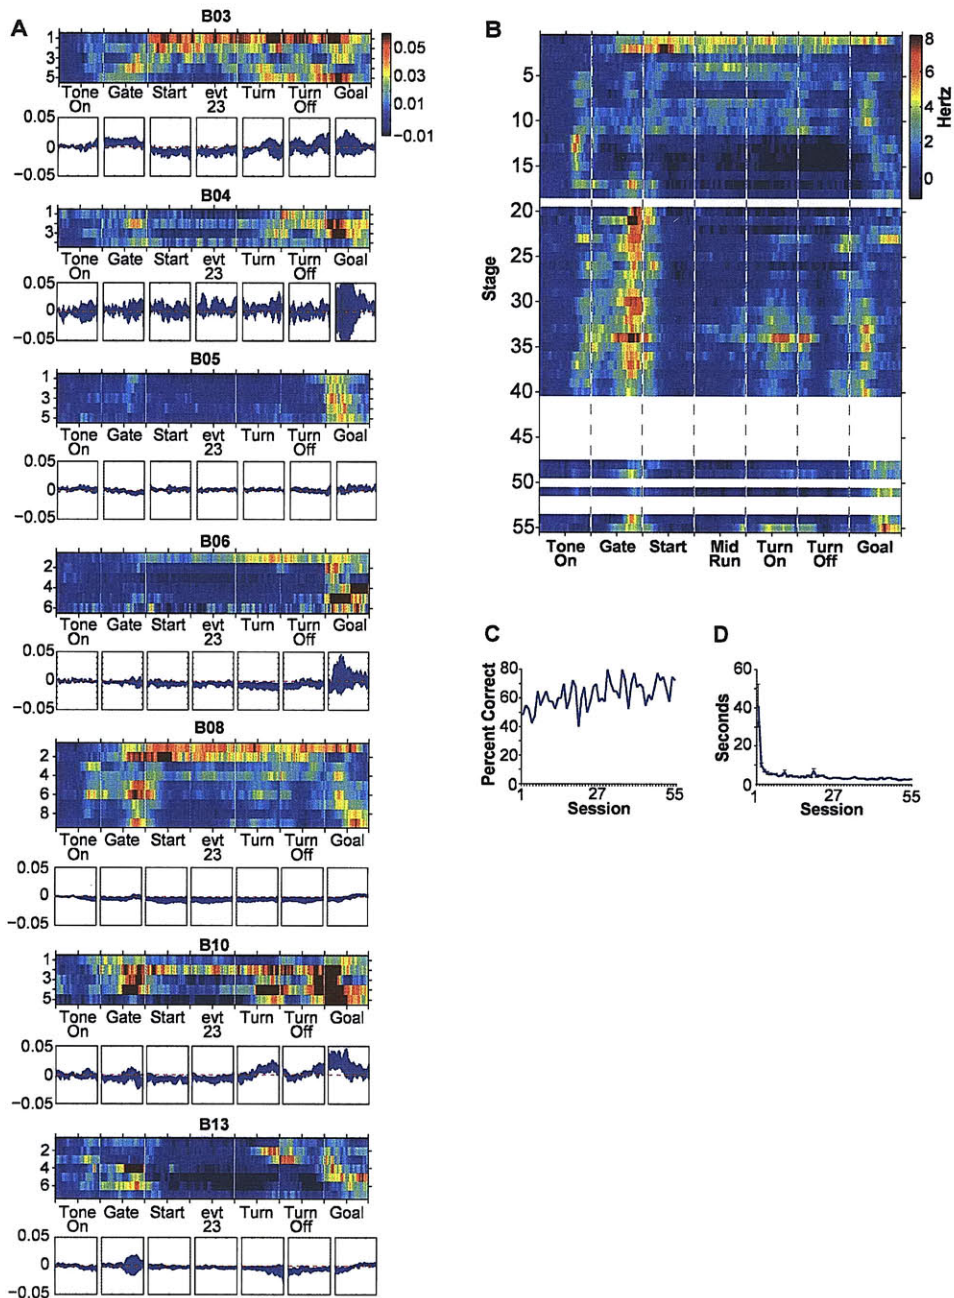 A
B03
1
3
5
0.05
0.03
0.01
−0.01
Tone On Gate Start evt 23 Turn Turn Off Goal
0.05
0
−0.05
B04
1
3
Tone On Gate Start evt 23 Turn Turn Off Goal
0.05
0
−0.05
B05
1
3
5
Tone On Gate Start evt 23 Turn Turn Off Goal
0.05
0
−0.05
B06
2
4
6
Tone On Gate Start evt 23 Turn Turn Off Goal
0.05
0
−0.05
B08
2
4
6
8
Tone On Gate Start evt 23 Turn Turn Off Goal
0.05
0
−0.05
B10
1
3
5
Tone On Gate Start evt 23 Turn Turn Off Goal
0.05
0
−0.05
B13
2
4
6
Tone On Gate Start evt 23 Turn Turn Off Goal
0.05
0
−0.05
B
Stage
5
10
15
20
25
30
35
40
45
50
55
8
6
4
2
0
Hertz
Tone On Gate Start Mid Run Turn On Turn Off Goal
C
Percent Correct
80
60
40
20
0
1 27 55
Session
D
Seconds
60
40
20
0
1 27 55
Session